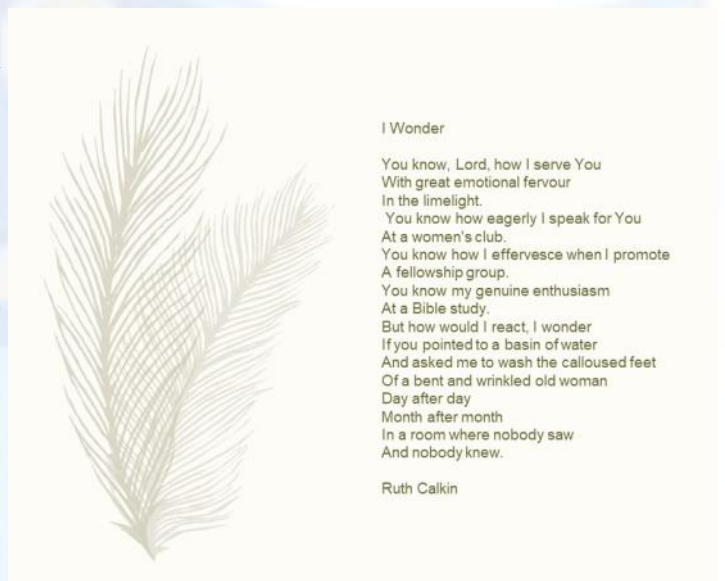 I Wonder
You know, Lord, how I serve You
With great emotional fervour
In the limelight.
You know how eagerly I speak for You
At a women's club.
You know how I effervesce when I promote
A fellowship group.
You know my genuine enthusiasm
At a Bible study.
But how would I react, I wonder
If you pointed to a basin of water
And asked me to wash the calloused feet
Of a bent and wrinkled old woman
Day after day
Month after month
In a room where nobody saw
And nobody knew.
Ruth Calkin